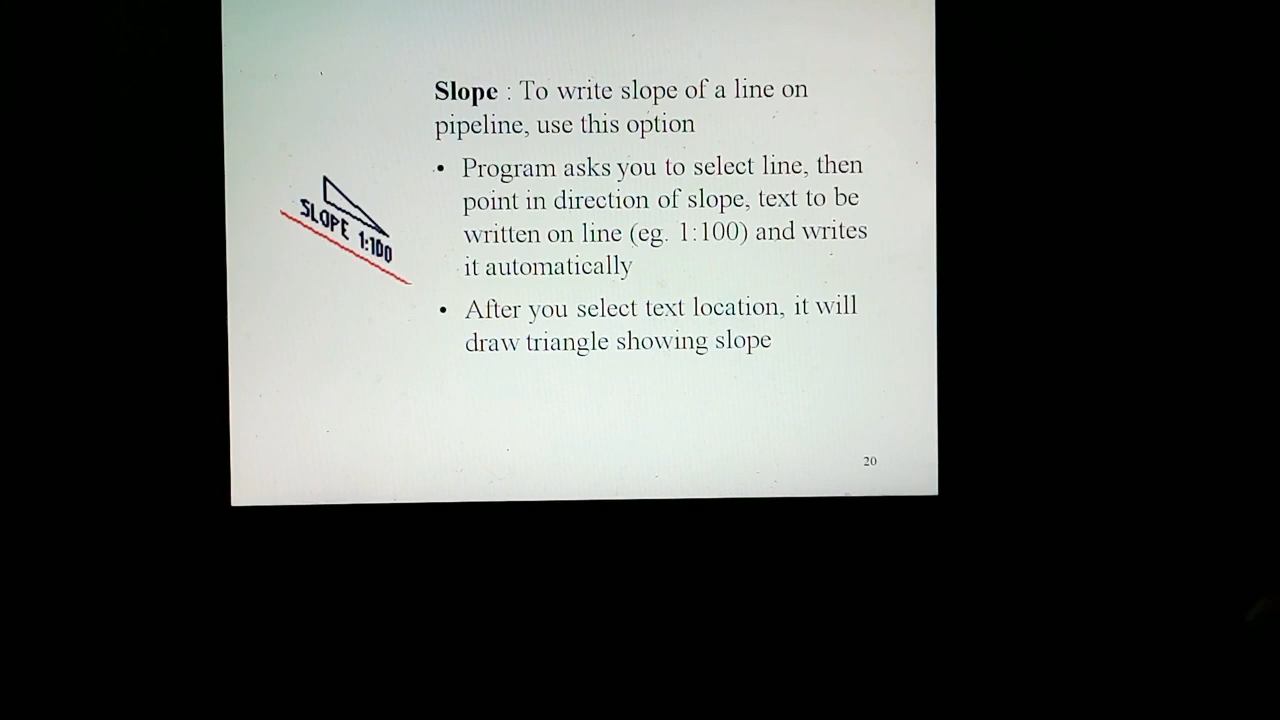 Slope : To write slope of a line on
pipeline, use this option
• Program asks you to select line, then
point in direction of slope, text to be
written on line (eg. 1:100) and writes
it automatically
• After you select text location, it will
draw triangle showing slope
SLOPE 1:100
20